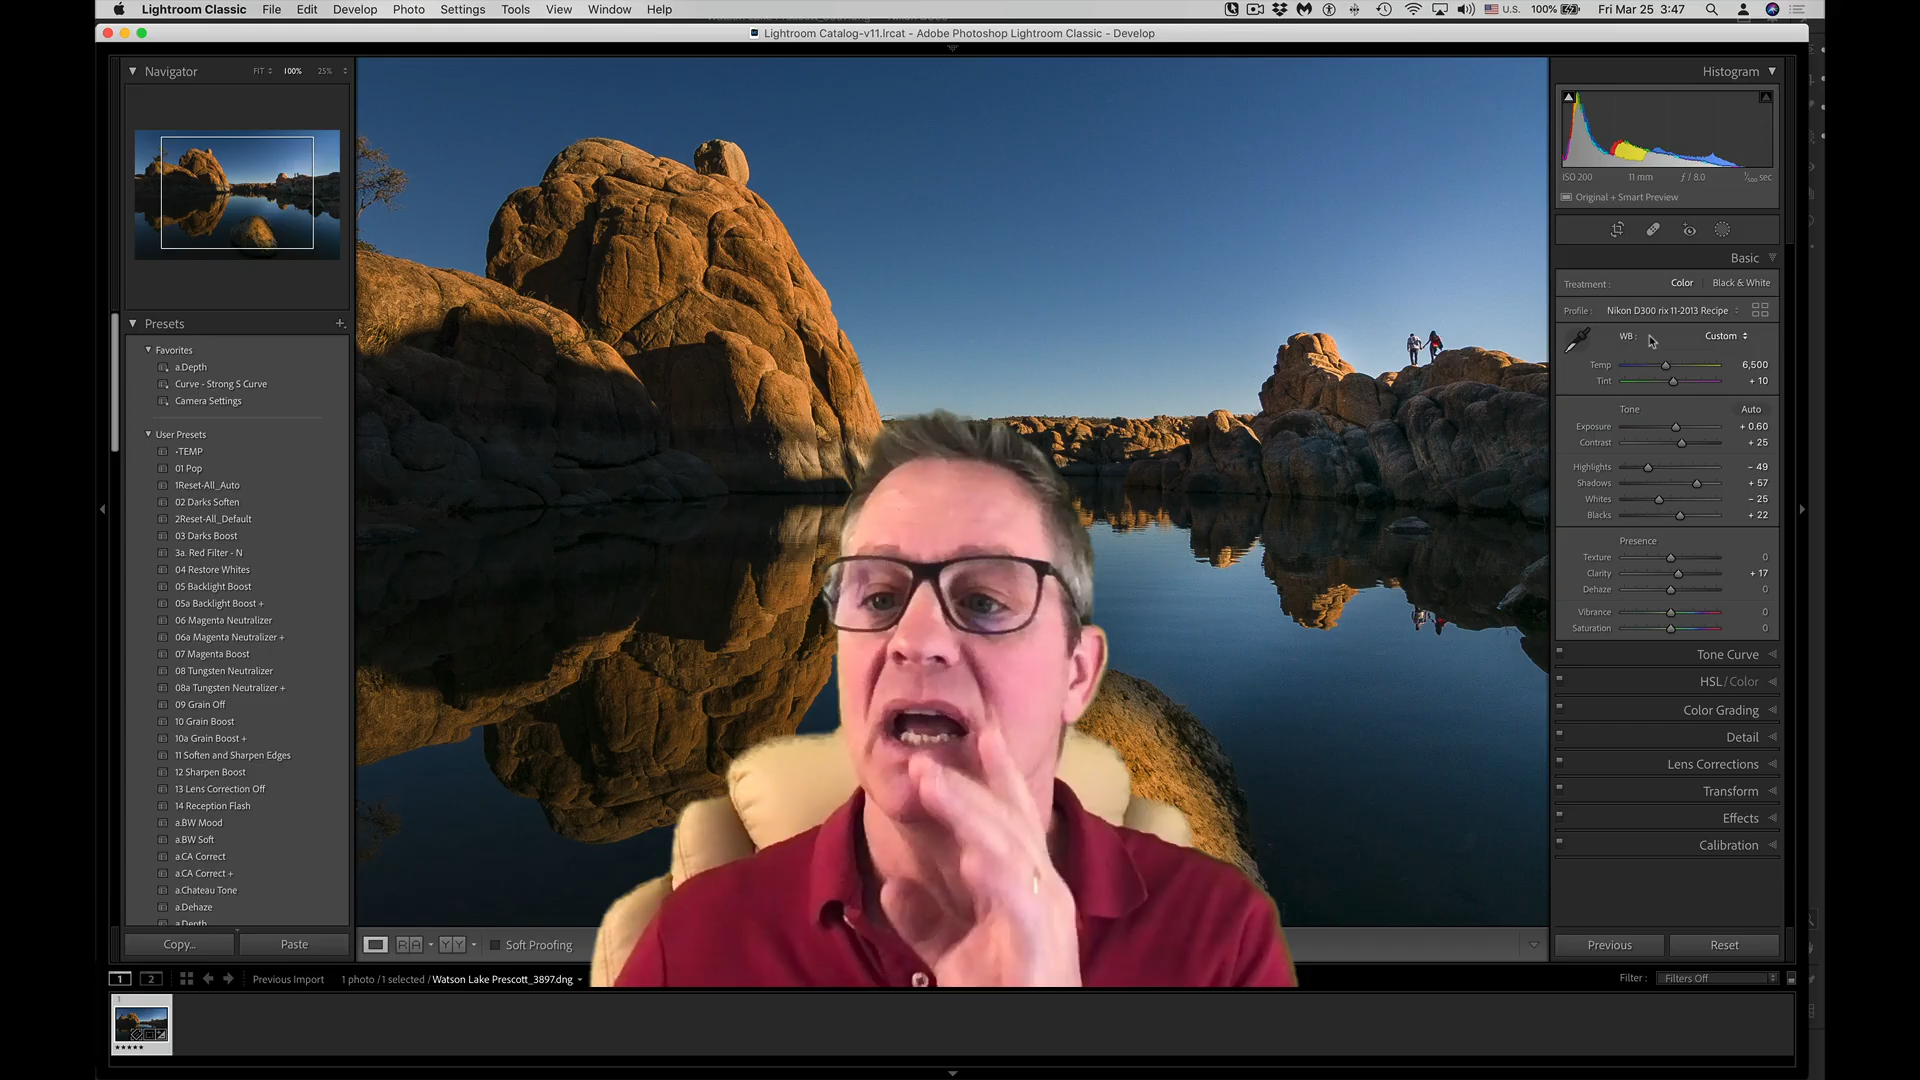 Lightroom Classic File Edit Develop Photo Settings Tools View Window Help
U.S. 100% Fri Mar 25 3:47
Lightroom Catalog-v11.lrcat - Adobe Photoshop Lightroom Classic - Develop
Navigator FIT 100% 25%
Presets
Favorites
a.Depth
Curve - Strong S Curve
Camera Settings
User Presets
-TEMP
01 Pop
1Reset-All_Auto
02 Darks Soften
2Reset-All_Default
03 Darks Boost
3a. Red Filter - N
04 Restore Whites
05 Backlight Boost
05a Backlight Boost +
06 Magenta Neutralizer
06a Magenta Neutralizer +
07 Magenta Boost
08 Tungsten Neutralizer
08a Tungsten Neutralizer +
09 Grain Off
10 Grain Boost
10a Grain Boost +
11 Soften and Sharpen Edges
12 Sharpen Boost
13 Lens Correction Off
14 Reception Flash
a.BW Mood
a.BW Soft
a.CA Correct
a.CA Correct +
a.Chateau Tone
a.Dehaze
a.Depth
Copy... Paste
Soft Proofing
Histogram
ISO 200 11 mm ƒ / 8.0 1/500 sec
Original + Smart Preview
Basic
Treatment : Color Black & White
Profile : Nikon D300 rix 11-2013 Recipe
WB : Custom
Temp 6,500
Tint + 10
Tone Auto
Exposure + 0.60
Contrast + 25
Highlights - 49
Shadows + 57
Whites - 25
Blacks + 22
Presence
Texture 0
Clarity + 17
Dehaze 0
Vibrance 0
Saturation 0
Tone Curve
HSL / Color
Color Grading
Detail
Lens Corrections
Transform
Effects
Calibration
Previous Reset
1 2 Previous Import 1 photo / 1 selected / Watson Lake Prescott_3897.dng
Filter : Filters Off
1